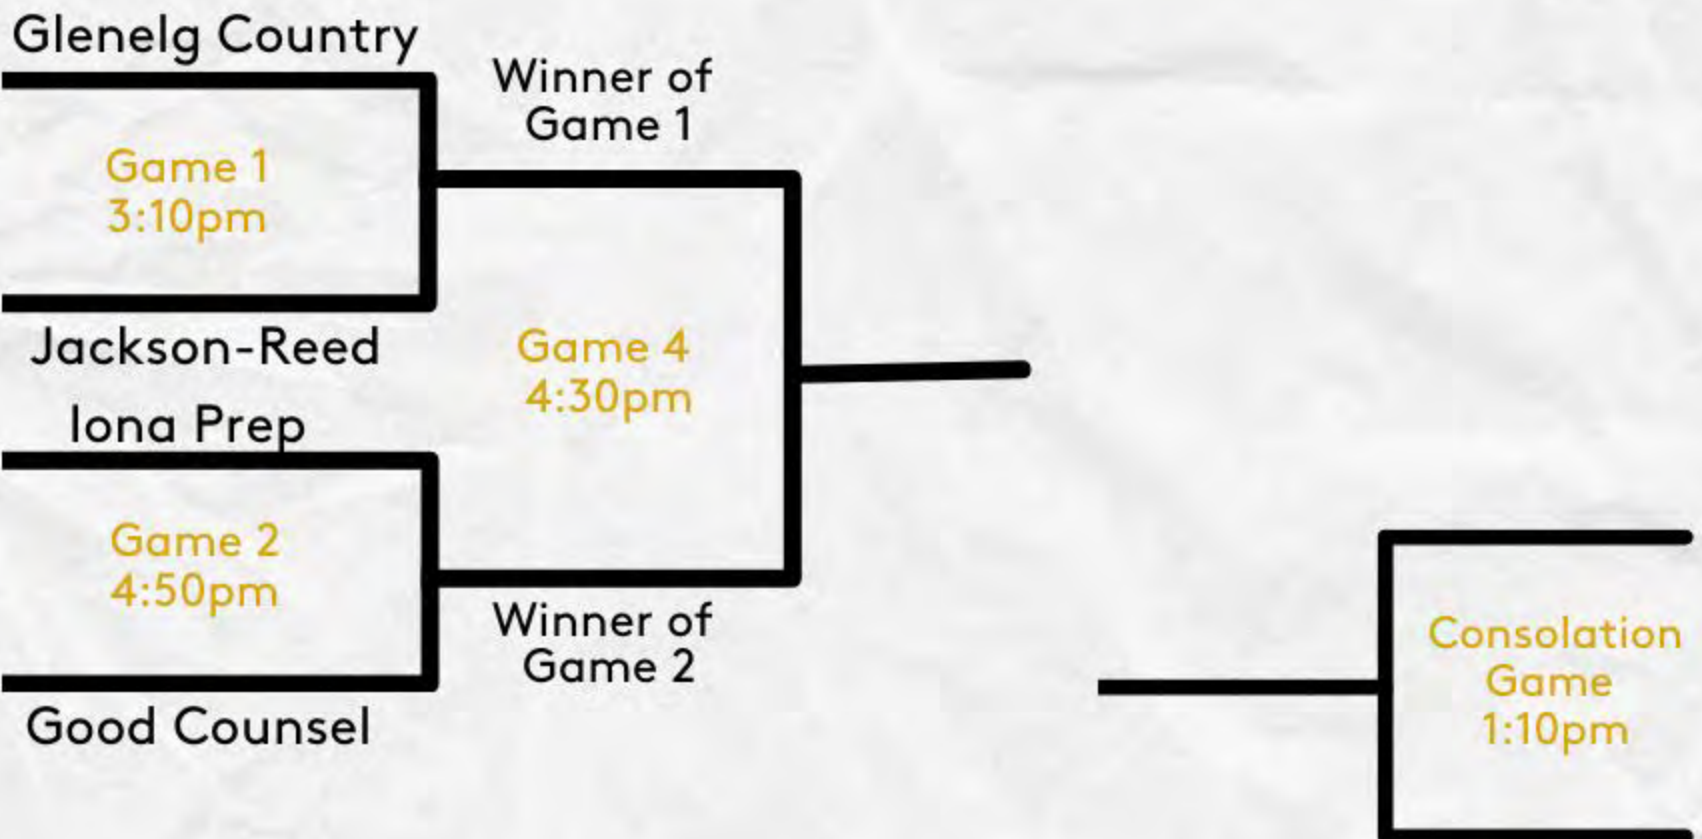 Glenelg Country
Game 1
3:10pm
Jackson-Reed
Iona Prep
Game 2
4:50pm
Good Counsel
Winner of
Game 1
Game 4
4:30pm
Winner of
Game 2
Consolation
Game
1:10pm